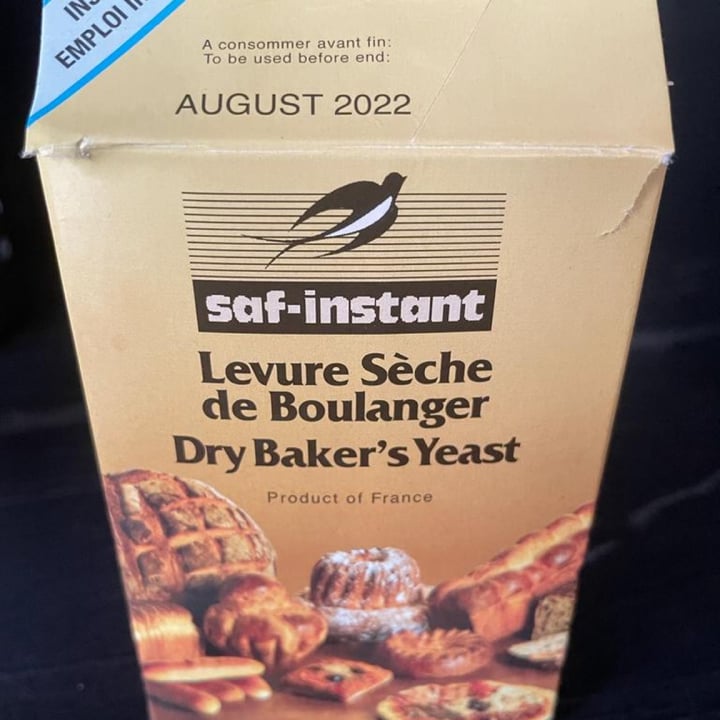 EMPLOI
A consommer avant fin:
To be used before end:
AUGUST 2022
saf-instant
Levure Sèche
de Boulanger
Dry Baker's Yeast
Product of France